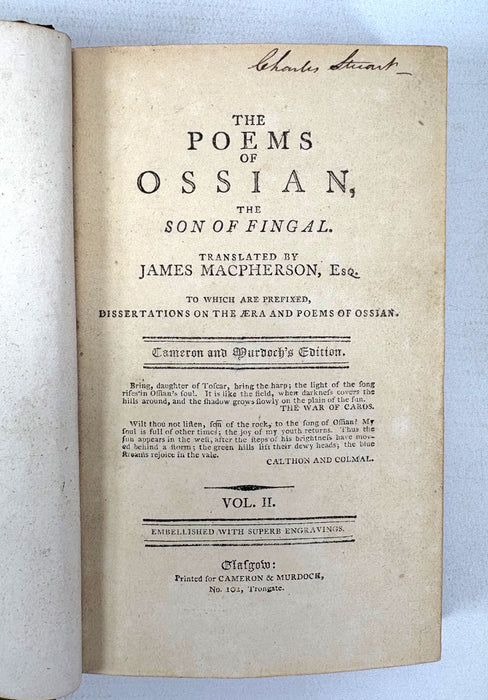 Charles Stuart
THE
POEMS
OF
OSSIAN,
THE
SON OF FINGAL.
TRANSLATED BY
JAMES MACPHERSON, Esq.
TO WHICH ARE PREFIXED,
DISSERTATIONS ON THE ÆRA AND POEMS OF OSSIAN.
Cameron and Murdoch's Edition.
Bring, daughter of Toſcar, bring the harp; the light of the ſong
riſes in Oſſian's ſoul. It is like the field, when darkneſs covers the
hills around, and the ſhadow grows ſlowly on the plain of the ſun.
THE WAR OF CAROS.
Wilt thou not liſten, ſon of the rock, to the ſong of Oſſian? My
ſoul is full of other times; the joy of my youth returns. Thus the
ſun appears in the weſt, after the ſteps of his brightneſs have mov-
ed behind a ſtorm; the green hills lift their dewy heads; the blue
ſtreams rejoice in the vale.
CALTHON AND COLMAL.
VOL. II.
EMBELLISHED WITH SUPERB ENGRAVINGS.
Glaſgow:
Printed for CAMERON & MURDOCH,
No. 102, Trongate.